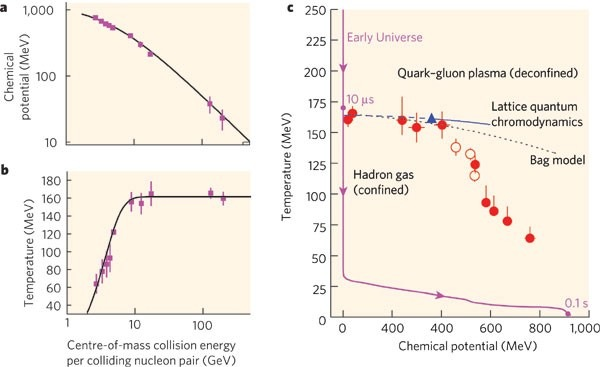 a
1,000
100
10
Chemical
potential (MeV)
b
180
160
140
120
100
80
60
40
Temperature (MeV)
1
10
100
Centre-of-mass collision energy
per colliding nucleon pair (GeV)
c
250
225
200
175
150
125
100
75
50
25
0
Temperature (MeV)
Early Universe
Quark–gluon plasma (deconfined)
10 μs
Lattice quantum
chromodynamics
Bag model
Hadron gas
(confined)
0.1 s
0
400
400
600
800
1,000
Chemical potential (MeV)